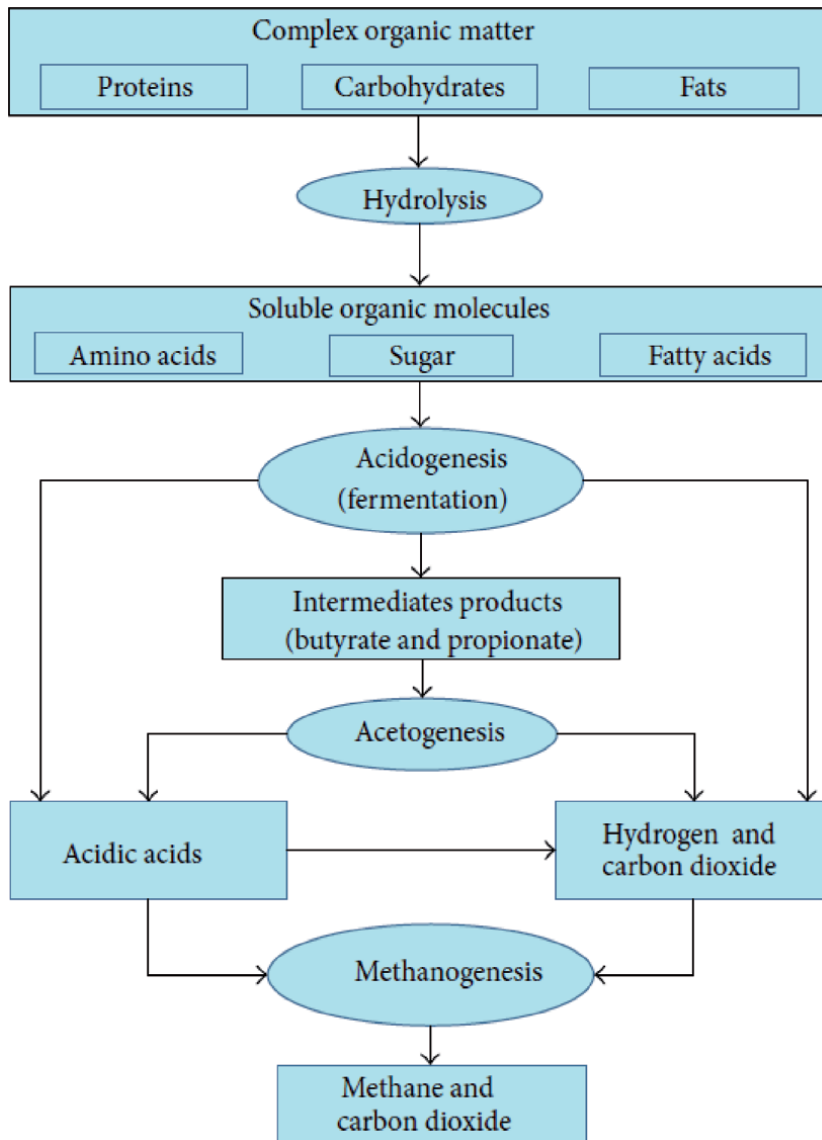 Complex organic matter
Proteins
Carbohydrates
Fats
Hydrolysis
Soluble organic molecules
Amino acids
Sugar
Fatty acids
Acidogenesis
(fermentation)
Intermediates products
(butyrate and propionate)
Acetogenesis
Acidic acids
Hydrogen and
carbon dioxide
Methanogenesis
Methane and
carbon dioxide